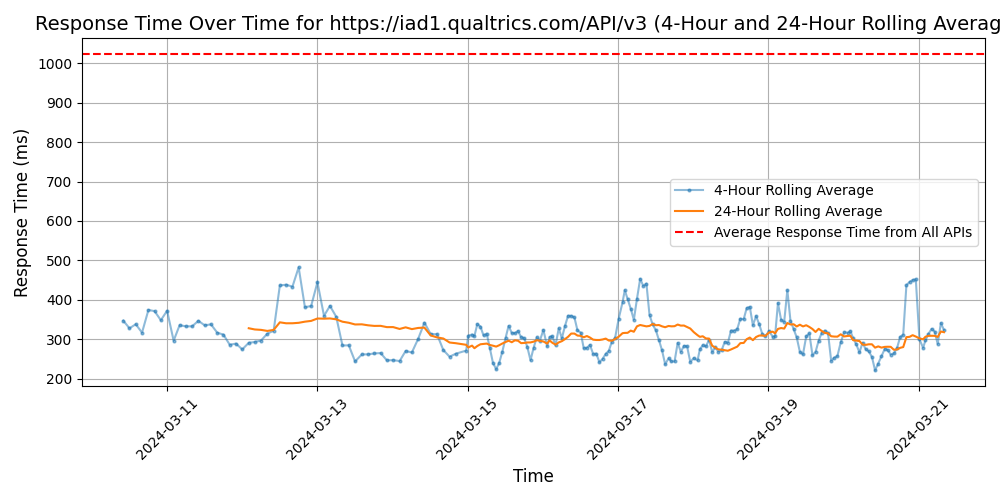 Response Time Over Time for https://iad1.qualtrics.com/API/v3 (4-Hour and 24-Hour Rolling Averag
Response Time (ms)
1000
900
800
700
600
500
400
300
200
4-Hour Rolling Average
24-Hour Rolling Average
Average Response Time from All APIs
2024-03-11
2024-03-13
2024-03-15
2024-03-17
2024-03-19
2024-03-21
Time